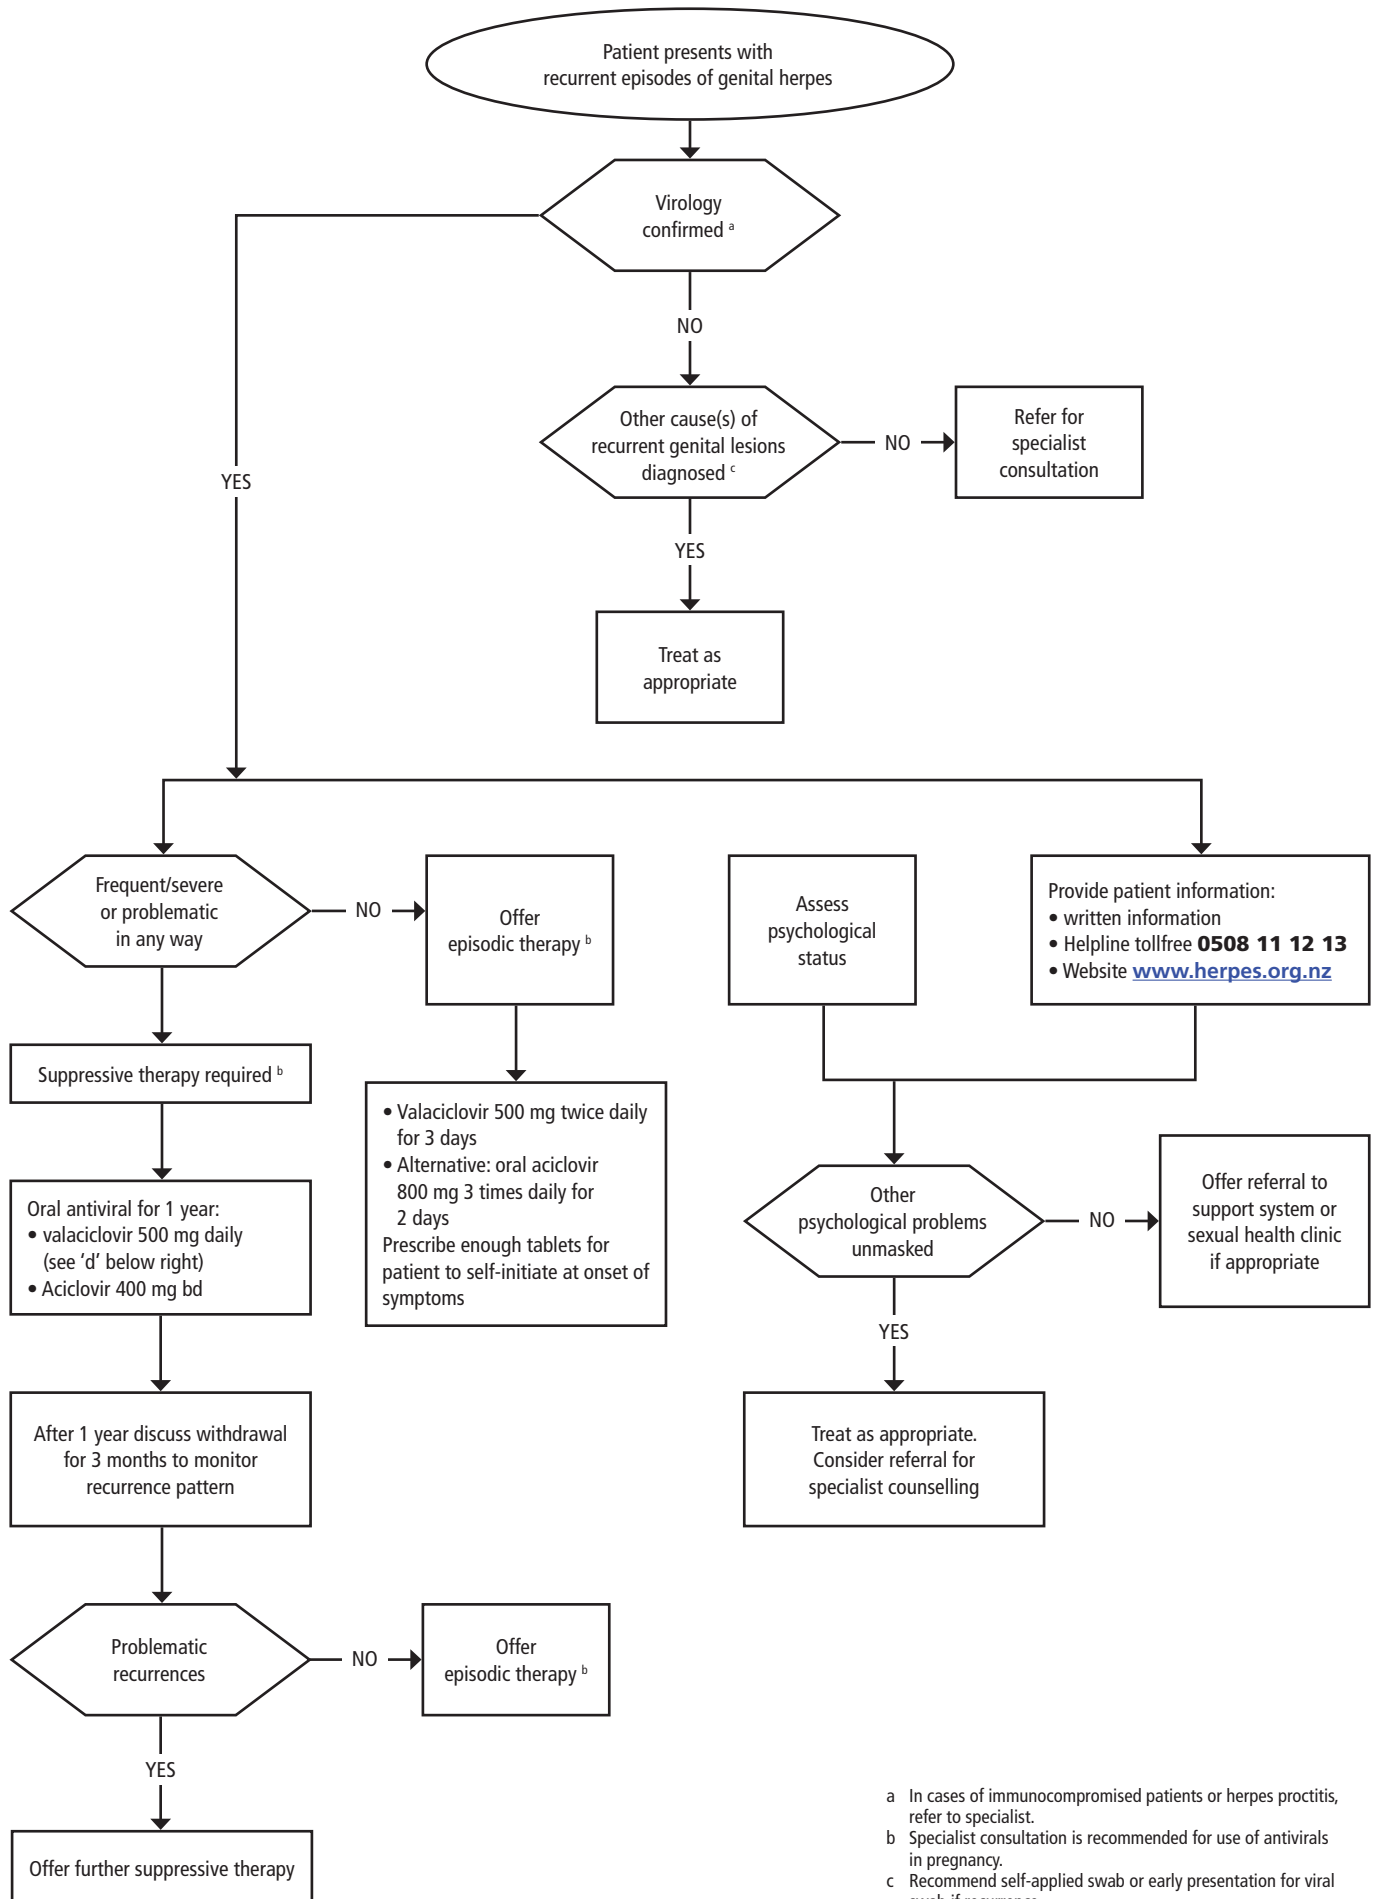 Patient presents with
recurrent episodes of genital herpes
Virology
confirmed a
NO
YES
Other cause(s) of
recurrent genital lesions
diagnosed c
NO
Refer for
specialist
consultation
YES
Treat as
appropriate
Frequent/severe
or problematic
in any way
NO
Offer
episodic therapy b
Assess
psychological
status
Provide patient information:
• written information
• Helpline tollfree 0508 11 12 13
• Website www.herpes.org.nz
Suppressive therapy required b
• Valaciclovir 500 mg twice daily
for 3 days
• Alternative: oral aciclovir
800 mg 3 times daily for
2 days
Prescribe enough tablets for
patient to self-initiate at onset of
symptoms
Oral antiviral for 1 year:
• valaciclovir 500 mg daily
(see ‘d’ below right)
• Aciclovir 400 mg bd
Other
psychological problems
unmasked
NO
Offer referral to
support system or
sexual health clinic
if appropriate
YES
Treat as appropriate.
Consider referral for
specialist counselling
After 1 year discuss withdrawal
for 3 months to monitor
recurrence pattern
Problematic
recurrences
NO
Offer
episodic therapy b
YES
Offer further suppressive therapy
a In cases of immunocompromised patients or herpes proctitis,
refer to specialist.
b Specialist consultation is recommended for use of antivirals
in pregnancy.
c Recommend self-applied swab or early presentation for viral